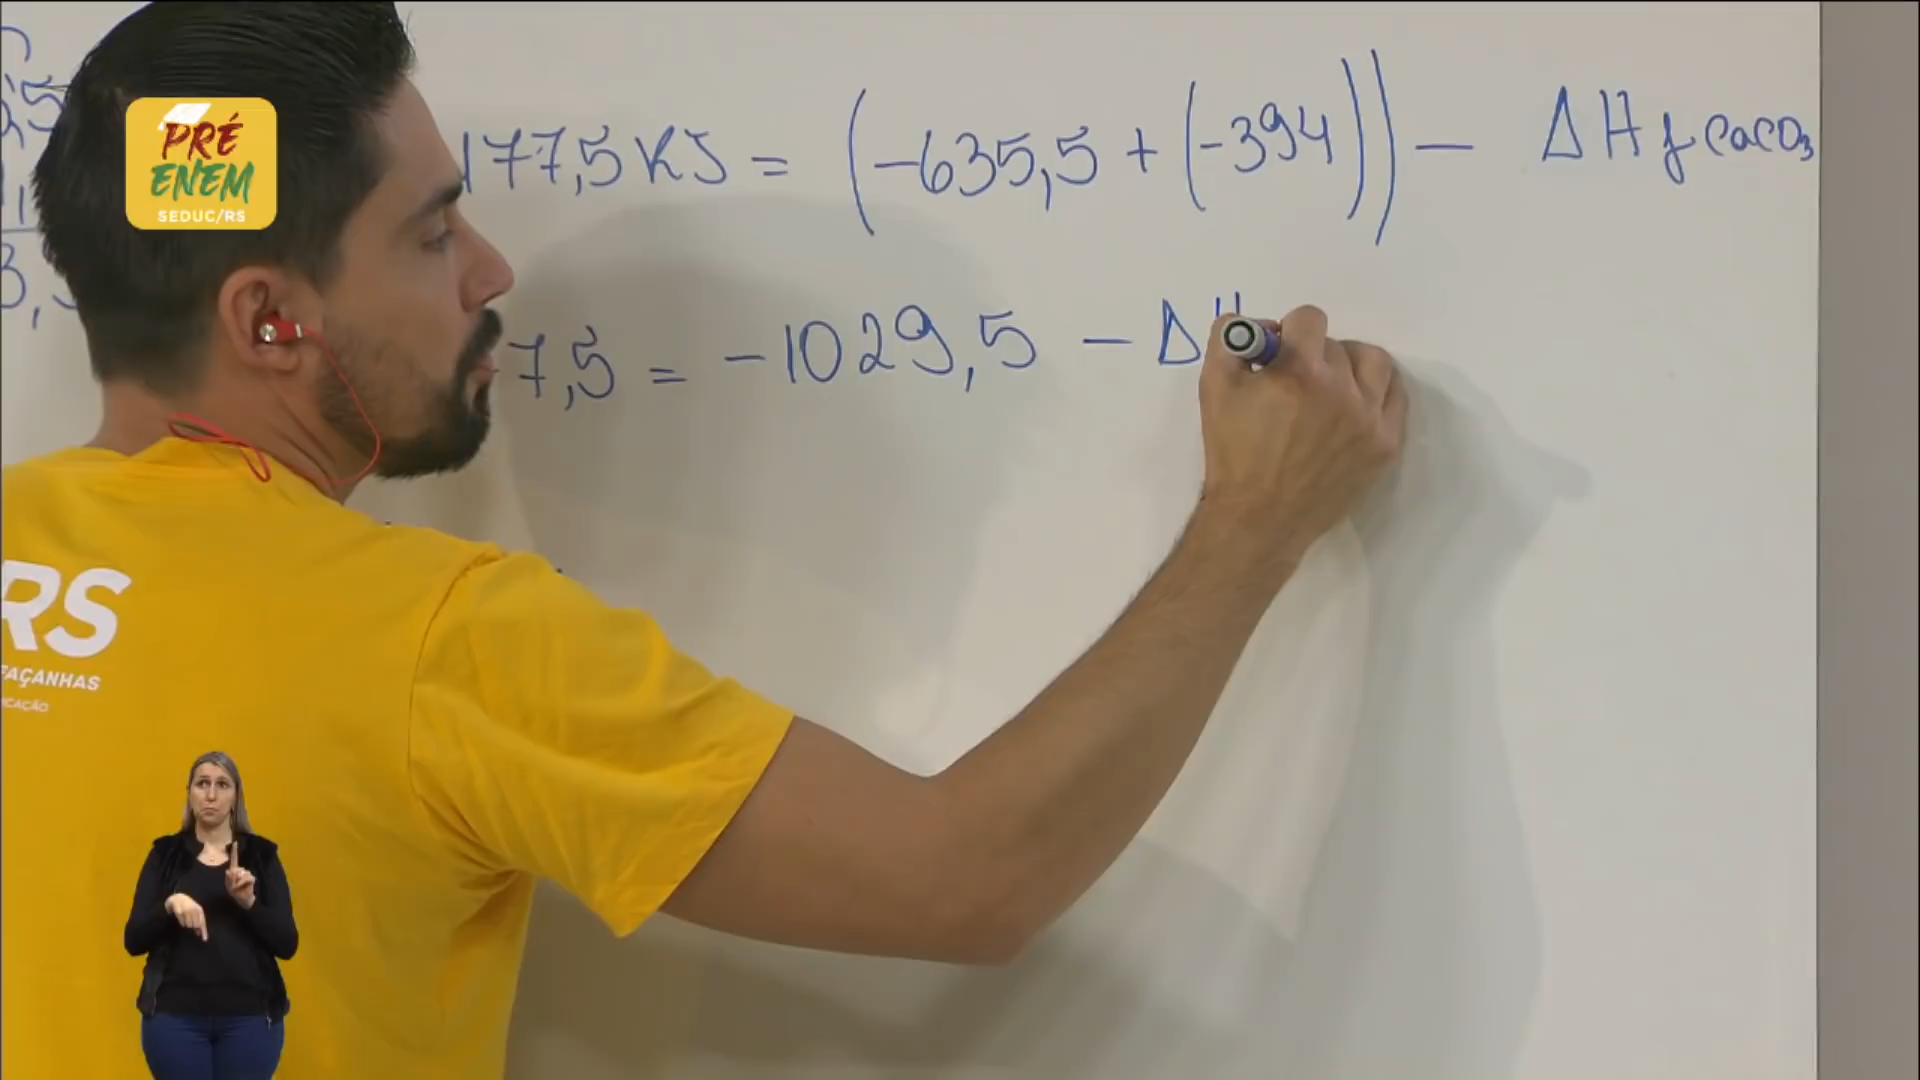 PRÉ
ENEM
SEDUC/RS
177,5 KJ = (-635,5 + (-394)) - ΔHf CaCO3
7,5 = -1029,5 - ΔH
RS
FAÇANHAS